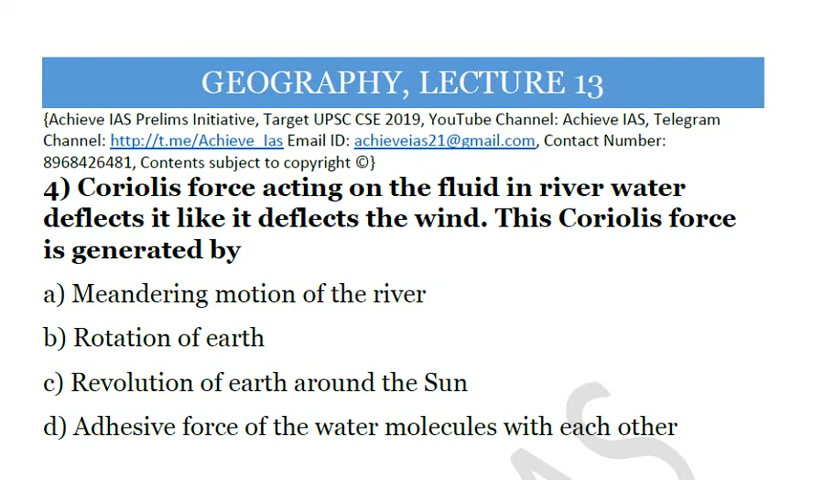 GEOGRAPHY, LECTURE 13
{Achieve IAS Prelims Initiative, Target UPSC CSE 2019, YouTube Channel: Achieve IAS, Telegram
Channel: http://t.me/Achieve_Ias Email ID: achieveias21@gmail.com, Contact Number:
8968426481, Contents subject to copyright ©}
4) Coriolis force acting on the fluid in river water
deflects it like it deflects the wind. This Coriolis force
is generated by
a) Meandering motion of the river
b) Rotation of earth
c) Revolution of earth around the Sun
d) Adhesive force of the water molecules with each other